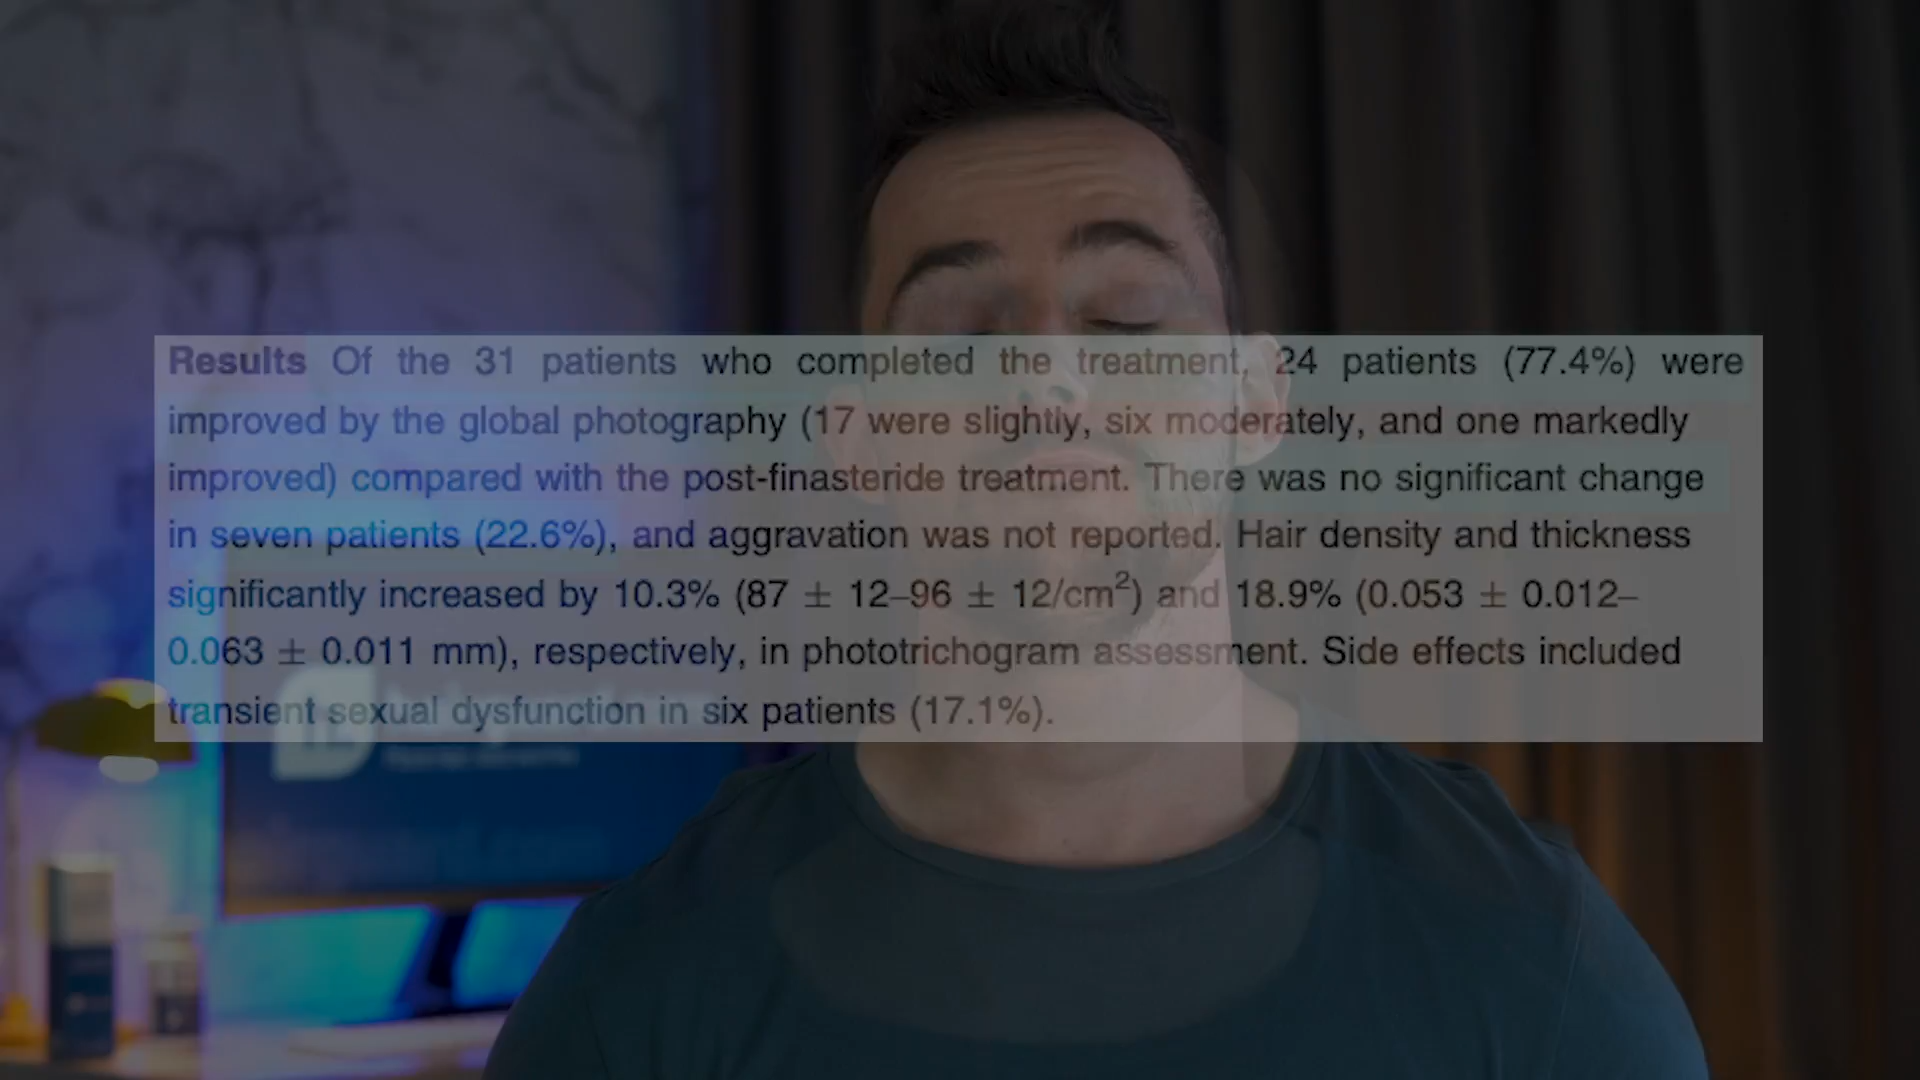 Results Of the 31 patients who completed the treatment, 24 patients (77.4%) were
improved by the global photography (17 were slightly, six moderately, and one markedly
improved) compared with the post-finasteride treatment. There was no significant change
in seven patients (22.6%), and aggravation was not reported. Hair density and thickness
significantly increased by 10.3% (87 ± 12–96 ± 12/cm²) and 18.9% (0.053 ± 0.012–
0.063 ± 0.011 mm), respectively, in phototrichogram assessment. Side effects included
transient sexual dysfunction in six patients (17.1%).